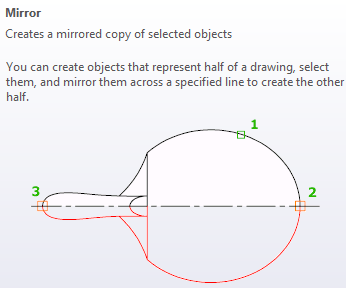 Mirror
Creates a mirrored copy of selected objects
You can create objects that represent half of a drawing, select
them, and mirror them across a specified line to create the other
half.
1
3
2